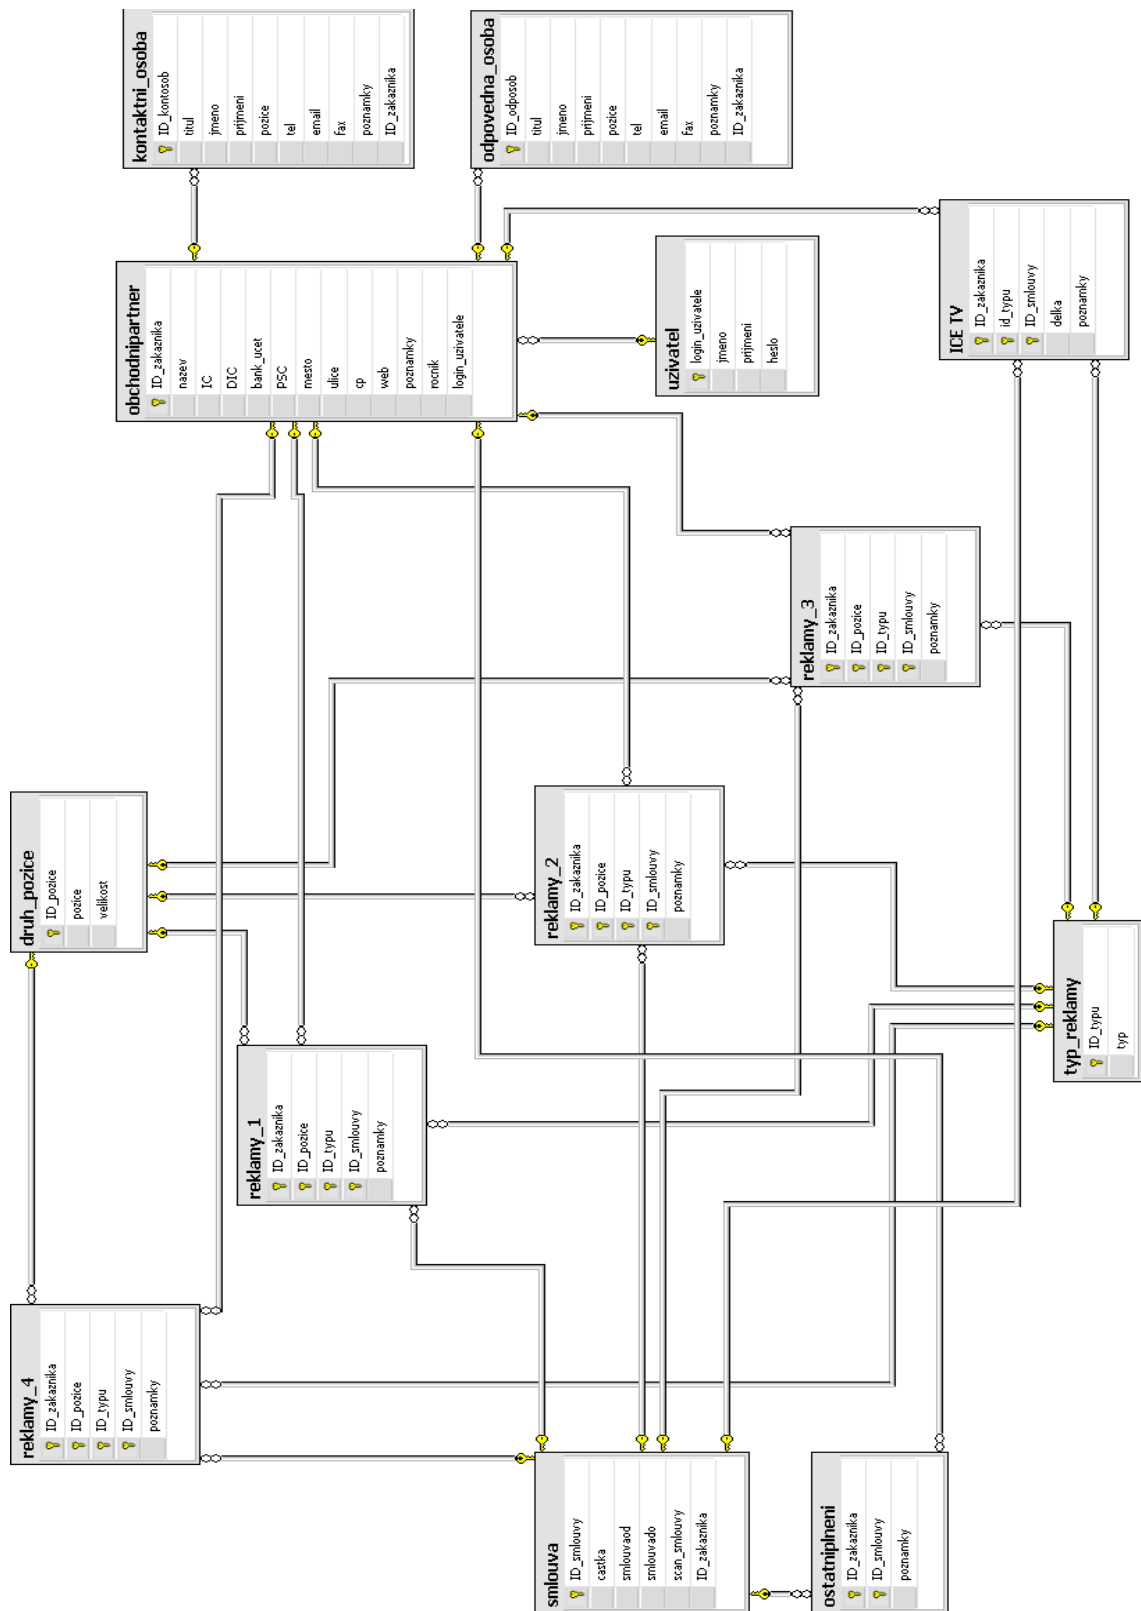 kontaktni_osoba
ID_kontosob
titul
jmeno
prijmeni
pozice
tel
email
fax
poznamky
ID_zakaznika
odpovedna_osoba
ID_odposob
titul
jmeno
prijmeni
pozice
tel
email
fax
poznamky
ID_zakaznika
obchodnipartner
ID_zakaznika
nazev
IC
DIC
bank_ucet
PSC
mesto
ulice
cp
web
poznamky
rocnik
login_uzivatele
uzivatel
login_uzivatele
jmeno
prijmeni
heslo
ICE TV
ID_zakaznika
id_typu
ID_smlouvy
delka
poznamky
reklamy_3
ID_zakaznika
ID_pozice
ID_typu
ID_smlouvy
poznamky
druh_pozice
ID_pozice
pozice
velikost
reklamy_2
ID_zakaznika
ID_pozice
ID_typu
ID_smlouvy
poznamky
typ_reklamy
ID_typu
typ
reklamy_1
ID_zakaznika
ID_pozice
ID_typu
ID_smlouvy
poznamky
reklamy_4
ID_zakaznika
ID_pozice
ID_typu
ID_smlouvy
poznamky
smlouva
ID_smlouvy
castka
smlouvaod
smlouvado
scan_smlouvy
ID_zakaznika
ostatniplneni
ID_zakaznika
ID_smlouvy
poznamky